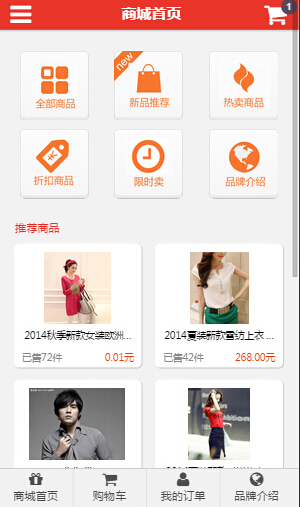 商城首页
1
全部商品
new
新品推荐
热卖商品
折扣商品
限时卖
品牌介绍
推荐商品
2014秋季新款女装欧洲...
2014夏装新款雪纺上衣 ...
已售72件
0.01元
已售42件
268.00元
商城首页
购物车
我的订单
品牌介绍